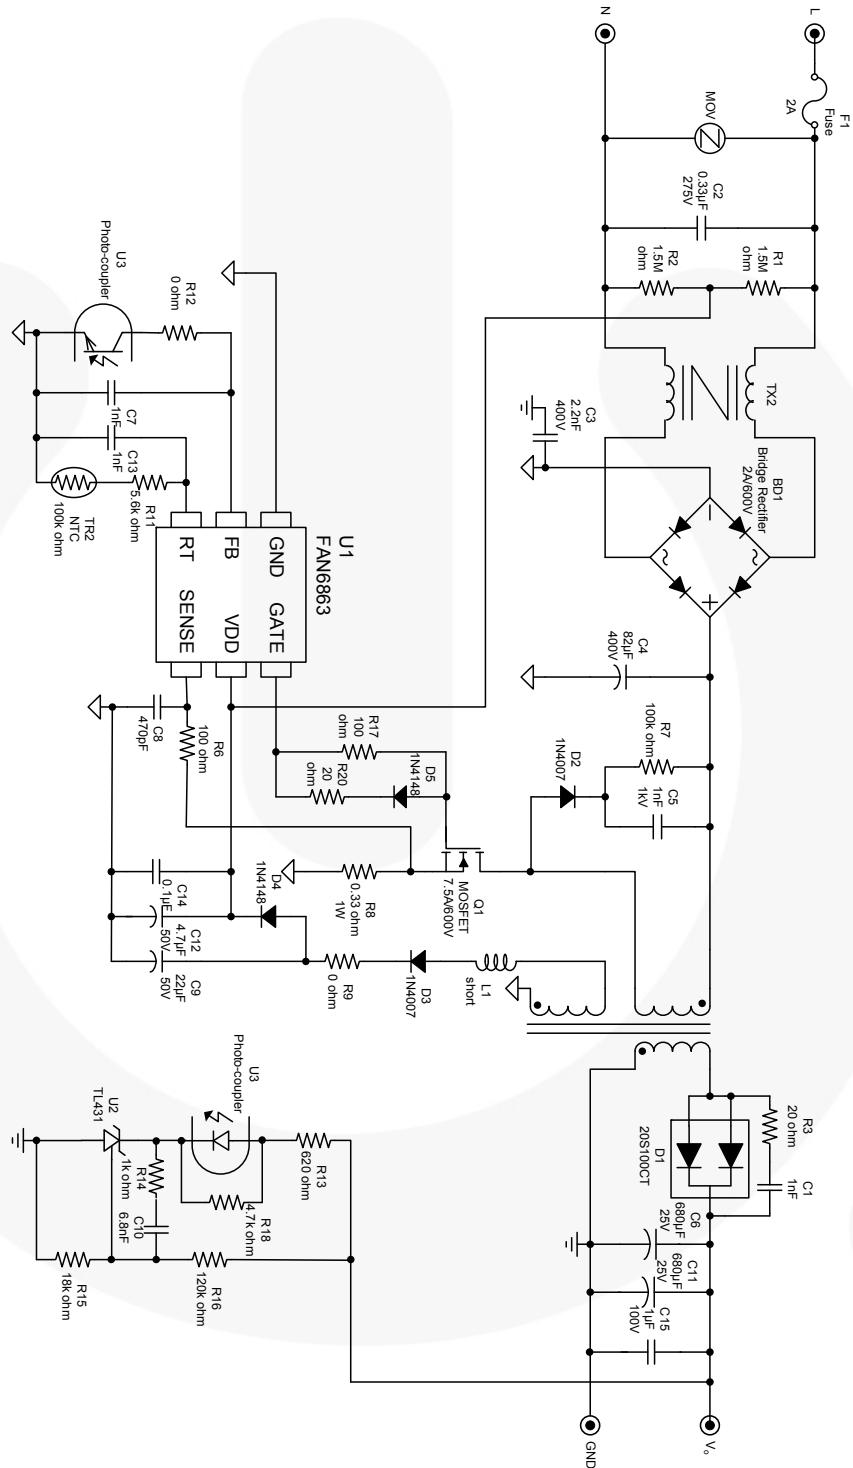 L
F1
Fuse
2A
N
MOV
C2
0.33µF
275V
R1
1.5M
ohm
R2
1.5M
ohm
TX2
C3
2.2nF
400V
BD1
Bridge Rectifier
2A/600V
C4
82µF
400V
R7
100k ohm
C5
1nF
1kV
D2
1N4007
Q1
MOSFET
7.5A/600V
R3
20 ohm
C1
1nF
D1
20S100CT
C6
680µF
25V
C11
680µF
25V
C15
1µF
100V
Vo
GND
U3
Photo-coupler
R12
0 ohm
C7
1nF
C13
1nF
R11
5.6k ohm
TR2
NTC
100k ohm
U1
FAN6863
GND
GATE
FB
VDD
RT
SENSE
C8
470pF
R6
100 ohm
R17
100
ohm
R20
20
ohm
D5
1N4148
R8
0.33 ohm
1W
D4
1N4148
C14
0.1µF
C12
4.7µF
50V
C9
22µF
50V
R9
0 ohm
D3
1N4007
L1
short
U3
Photo-coupler
R13
620 ohm
R18
4.7k ohm
U2
TL431
R14
1k ohm
C10
6.8nF
R16
120k ohm
R15
18k ohm